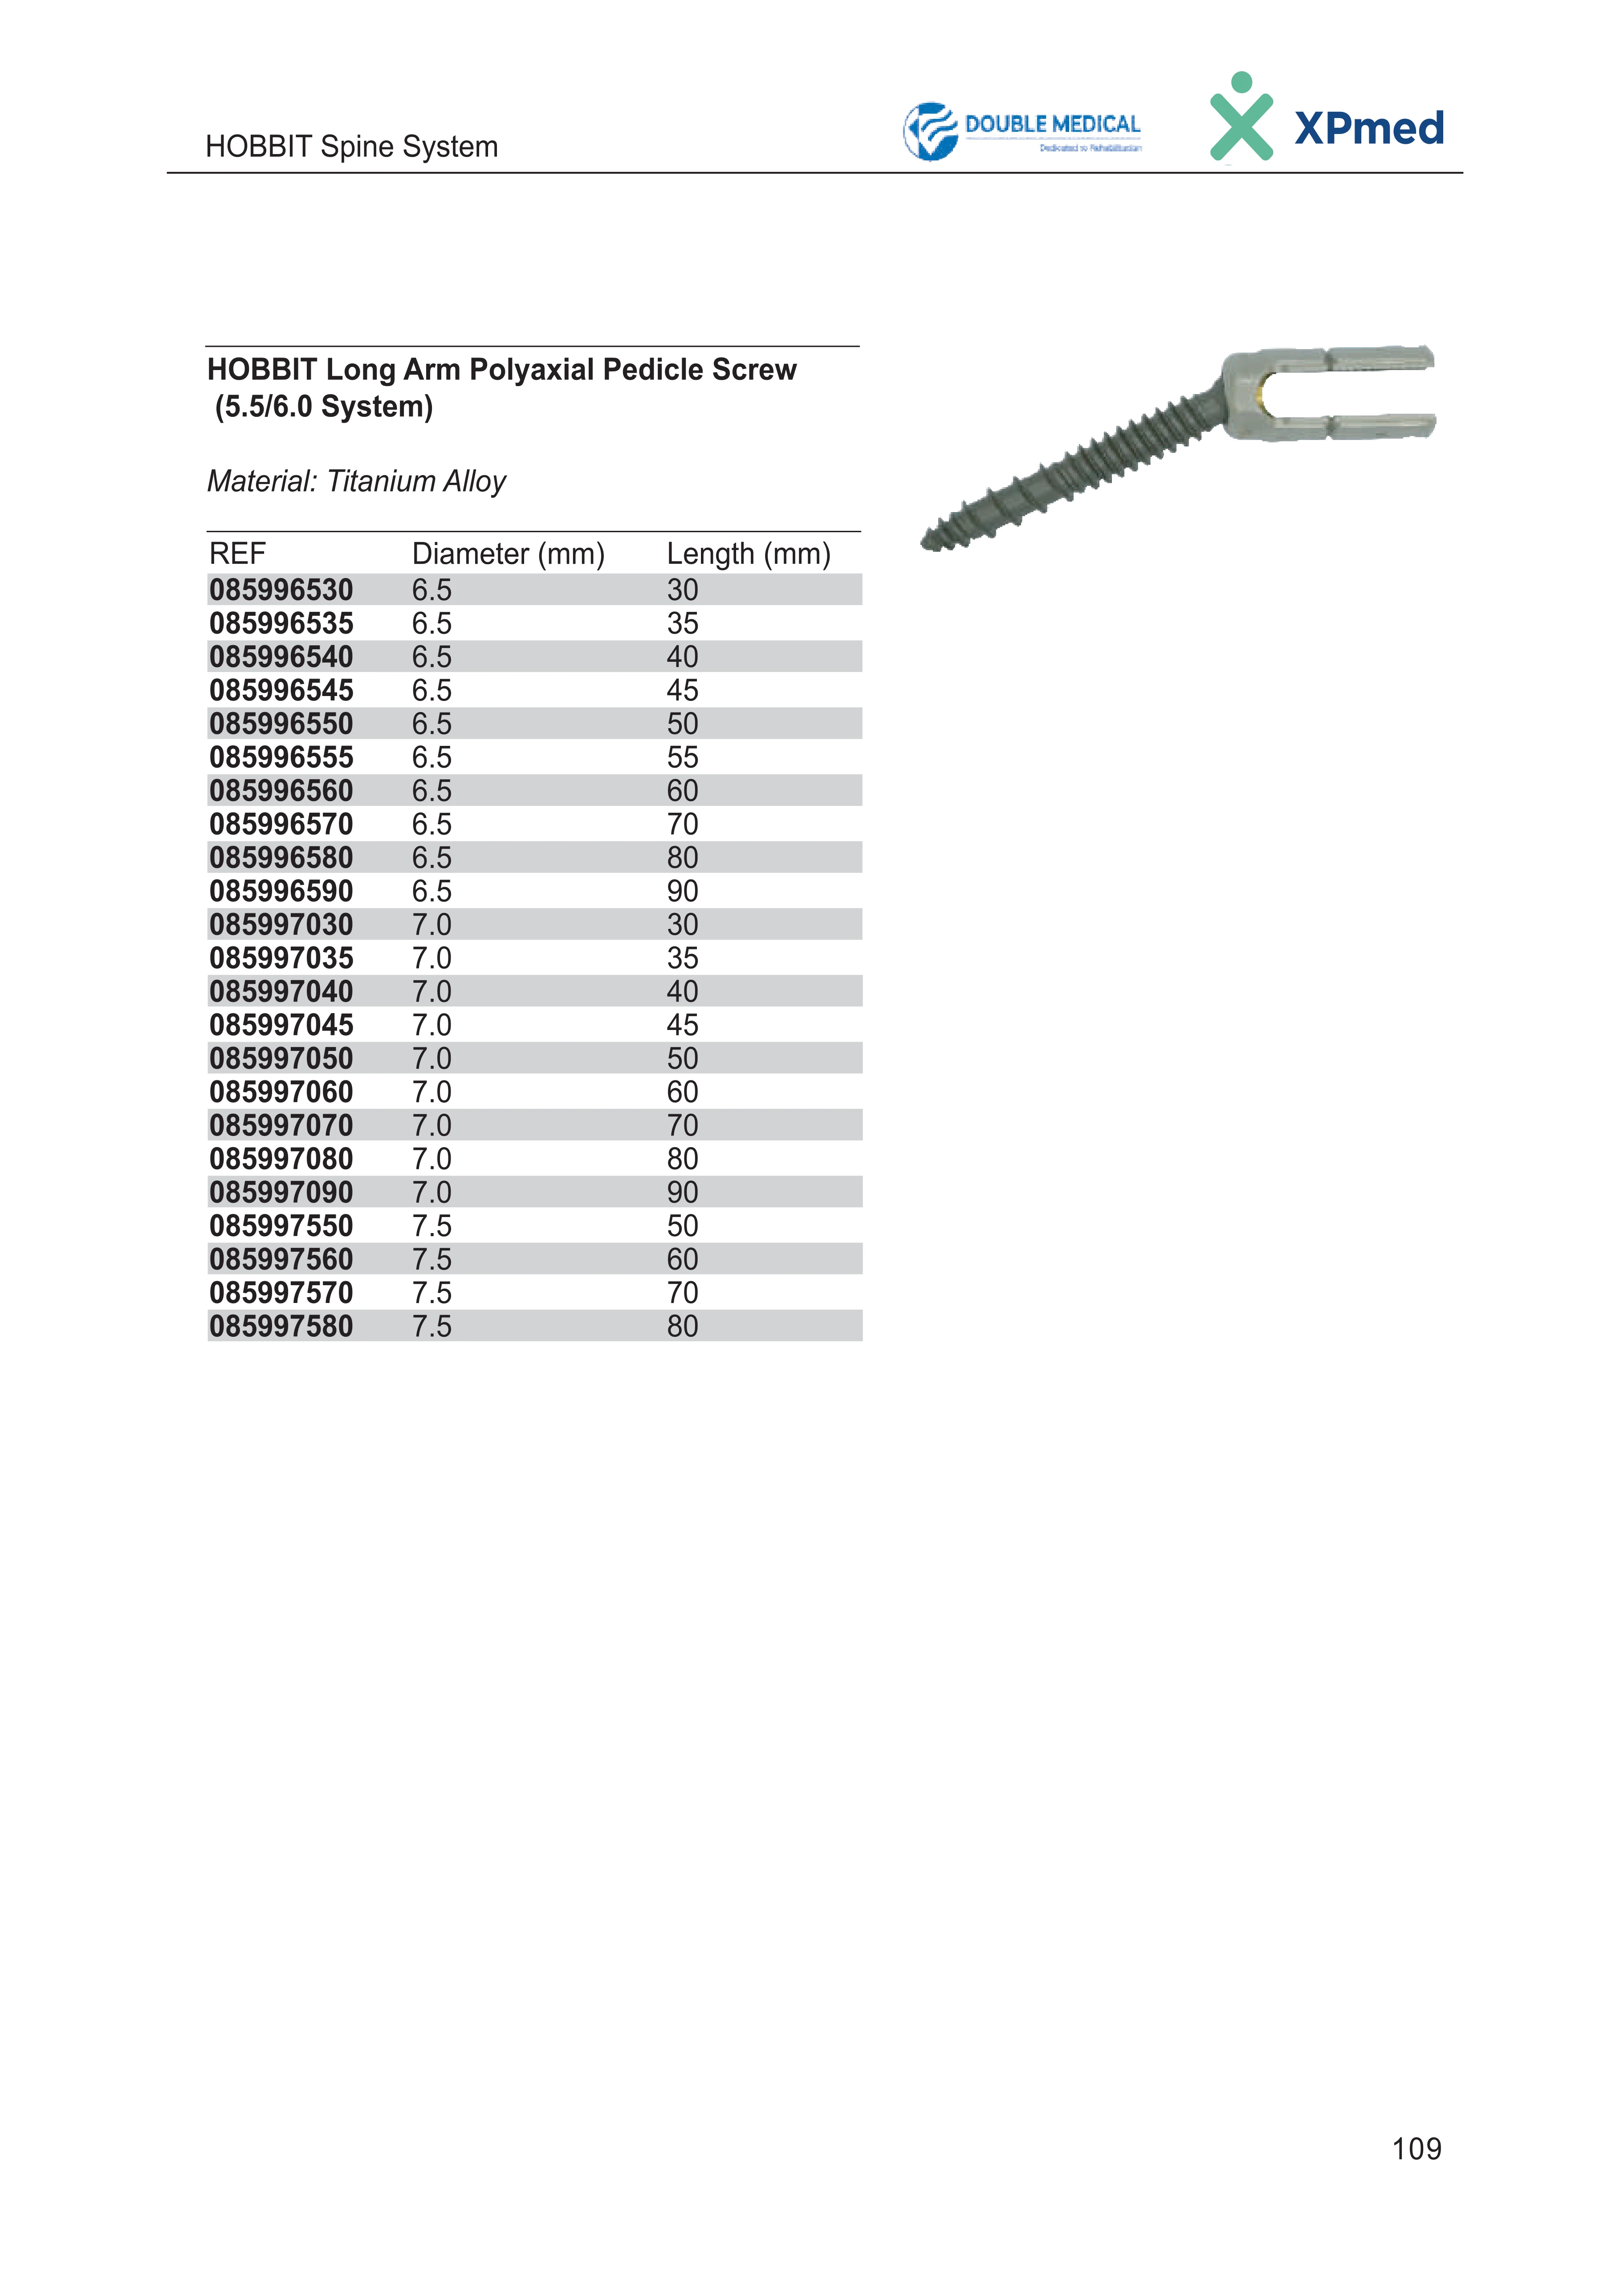 HOBBIT Spine System
DOUBLE MEDICAL
Dedicated to Rehabilitation
XPmed
HOBBIT Long Arm Polyaxial Pedicle Screw
(5.5/6.0 System)
Material: Titanium Alloy
REF Diameter (mm) Length (mm)
085996530 6.5 30
085996535 6.5 35
085996540 6.5 40
085996545 6.5 45
085996550 6.5 50
085996555 6.5 55
085996560 6.5 60
085996570 6.5 70
085996580 6.5 80
085996590 6.5 90
085997030 7.0 30
085997035 7.0 35
085997040 7.0 40
085997045 7.0 45
085997050 7.0 50
085997060 7.0 60
085997070 7.0 70
085997080 7.0 80
085997090 7.0 90
085997550 7.5 50
085997560 7.5 60
085997570 7.5 70
085997580 7.5 80
109